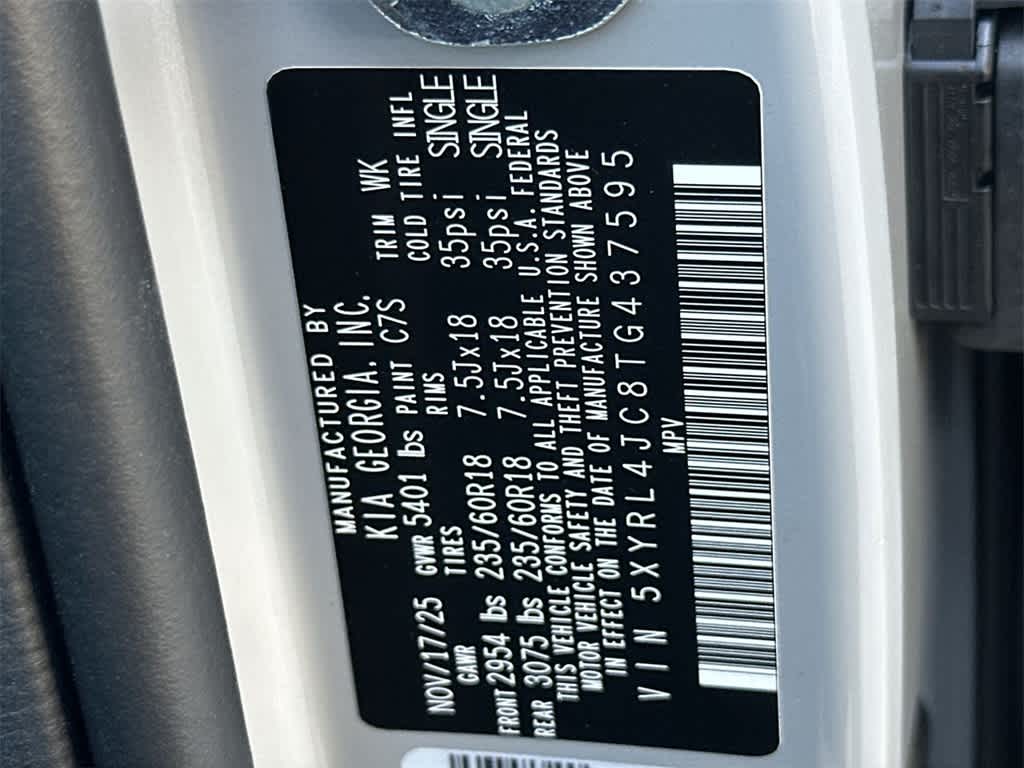 MANUFACTURED BY
KIA GEORGIA, INC.
NOV/17/25 GVWR 5401 lbs PAINT C7S TRIM WK
GAWR TIRES RIMS COLD TIRE INFL
FRONT 2954 lbs 235/60R18 7.5Jx18 35psi SINGLE
REAR 3075 lbs 235/60R18 7.5Jx18 35psi SINGLE
THIS VEHICLE CONFORMS TO ALL APPLICABLE U.S.A. FEDERAL
MOTOR VEHICLE SAFETY AND THEFT PREVENTION STANDARDS
IN EFFECT ON THE DATE OF MANUFACTURE SHOWN ABOVE
VIN 5XYRL4JC8TG437595
MPV